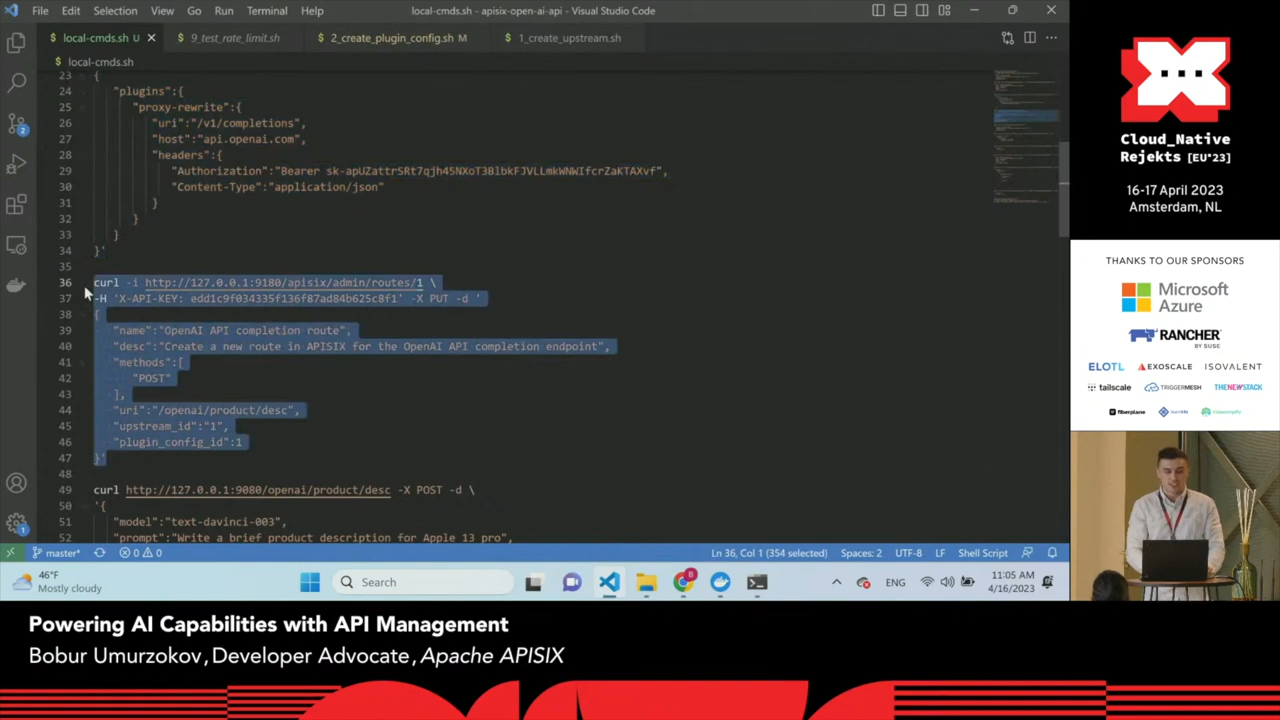 File Edit Selection View Go Run Terminal Help
local-cmds.sh - apisix-open-ai-api - Visual Studio Code
$ local-cmds.sh U
$ 9_test_rate_limit.sh
$ 2_create_plugin_config.sh M
$ 1_create_upstream.sh
$ local-cmds.sh
23 {
24 "plugins":{
25 "proxy-rewrite":{
26 "uri":"/v1/completions",
27 "host":"api.openai.com",
28 "headers":{
29 "Authorization":"Bearer
30 "Content-Type":"application/json"
31 }
32 }
33 }
34 }'
35
36 curl -i http://127.0.0.1:9180/apisix/admin/routes/1 \
37 -H 'X-API-KEY: edd1c9f034335f136f87ad84b625c8f1' -X PUT -d '
38 {
39 "name":"OpenAI API completion route",
40 "desc":"Create a new route in APISIX for the OpenAI API completion endpoint",
41 "methods":[
42 "POST"
43 ],
44 "uri":"/openai/product/desc",
45 "upstream_id":"1",
46 "plugin_config_id":1
47 }'
48
49 curl http://127.0.0.1:9080/openai/product/desc -X POST -d \
50 '{
51 "model":"text-davinci-003",
52 "prompt":"Write a brief product description for Apple 13 pro",
master* 0 0
Ln 36, Col 1 (354 selected) Spaces: 2 UTF-8 LF Shell Script
46°F
Mostly cloudy
Search
ENG
11:05 AM
4/16/2023
Cloud_Native
Rejekts [EU°23]
16-17 April 2023
Amsterdam, NL
THANKS TO OUR SPONSORS
Microsoft
Azure
RANCHER
BY SUSE
ELOTL EXOSCALE ISOVALENT
tailscale TRIGGERMESH THENEWSTACK
fiberplane
Powering AI Capabilities with API Management
Bobur Umurzokov, Developer Advocate, Apache APISIX